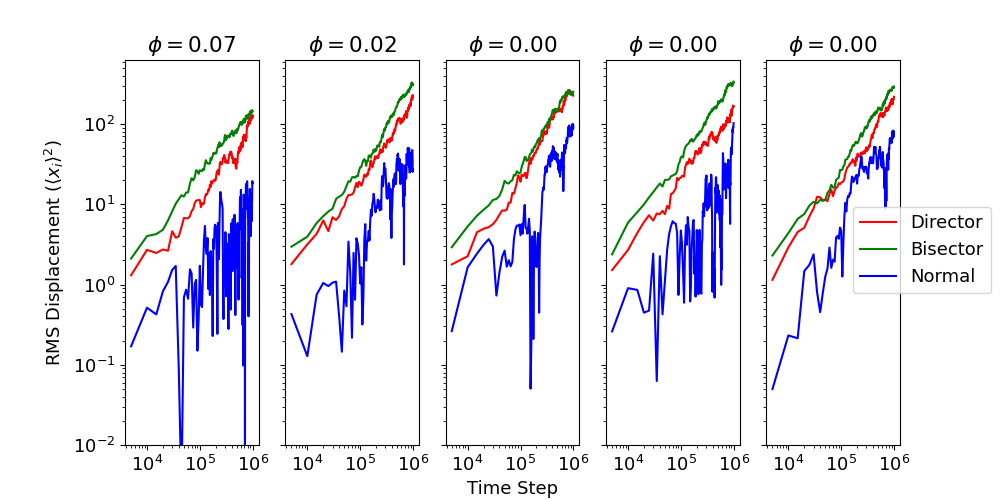 ϕ = 0.07 ϕ = 0.02 ϕ = 0.00 ϕ = 0.00 ϕ = 0.00
RMS Displacement (⟨x_i⟩²)
10²
10¹
10⁰
10⁻¹
10⁻²
10⁴ 10⁵ 10⁶ 10⁴ 10⁵ 10⁶ 10⁴ 10⁵ 10⁶ 10⁴ 10⁵ 10⁶ 10⁴ 10⁵ 10⁶
Time Step
Director
Bisector
Normal